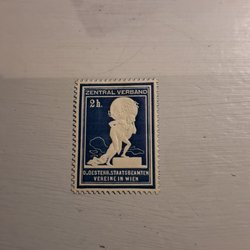 ZENTRAL VERBAND
2h.
D. OESTERR. STAATSBEAMTEN
VEREINE IN WIEN